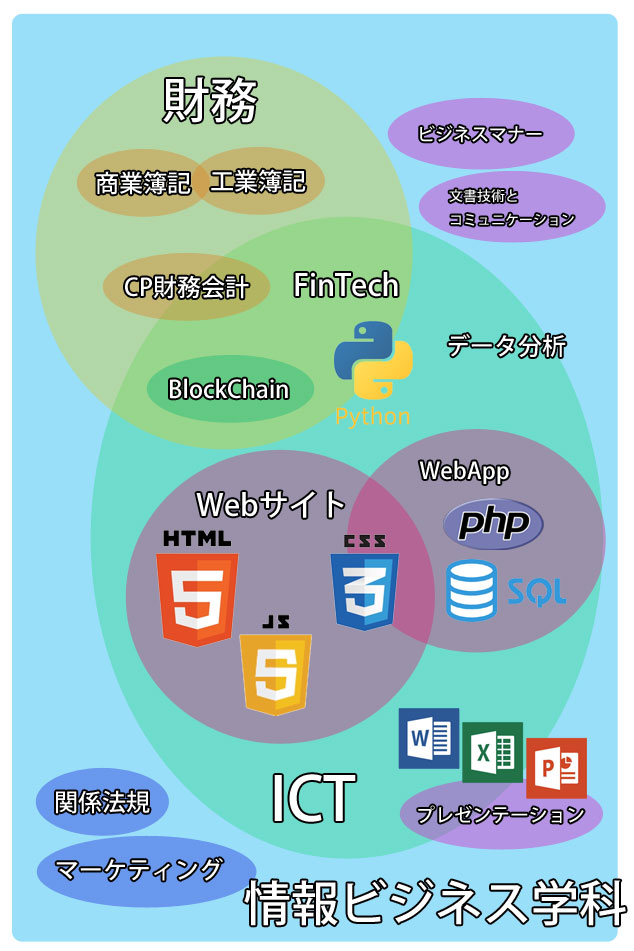 財務
ビジネスマナー
商業簿記
工業簿記
文書技術と
コミュニケーション
CP財務会計
FinTech
データ分析
BlockChain
Python
WebApp
Webサイト
php
HTML
CSS
5
3
SQL
JS
5
W
X
P
ICT
関係法規
プレゼンテーション
マーケティング
情報ビジネス学科